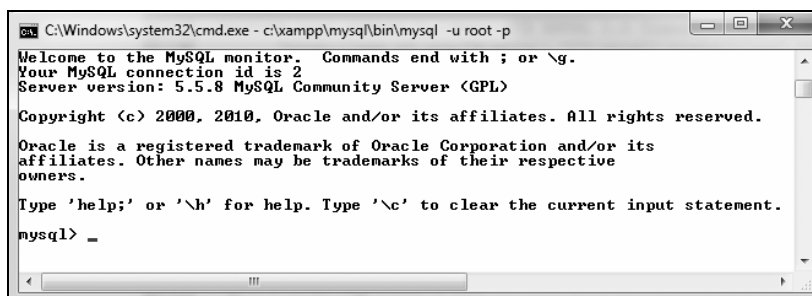 C:\Windows\system32\cmd.exe - c:\xampp\mysql\bin\mysql -u root -p
Welcome to the MySQL monitor.  Commands end with ; or \g.
Your MySQL connection id is 2
Server version: 5.5.8 MySQL Community Server (GPL)
Copyright (c) 2000, 2010, Oracle and/or its affiliates. All rights reserved.
Oracle is a registered trademark of Oracle Corporation and/or its
affiliates. Other names may be trademarks of their respective
owners.
Type 'help;' or '\h' for help. Type '\c' to clear the current input statement.
mysql> _